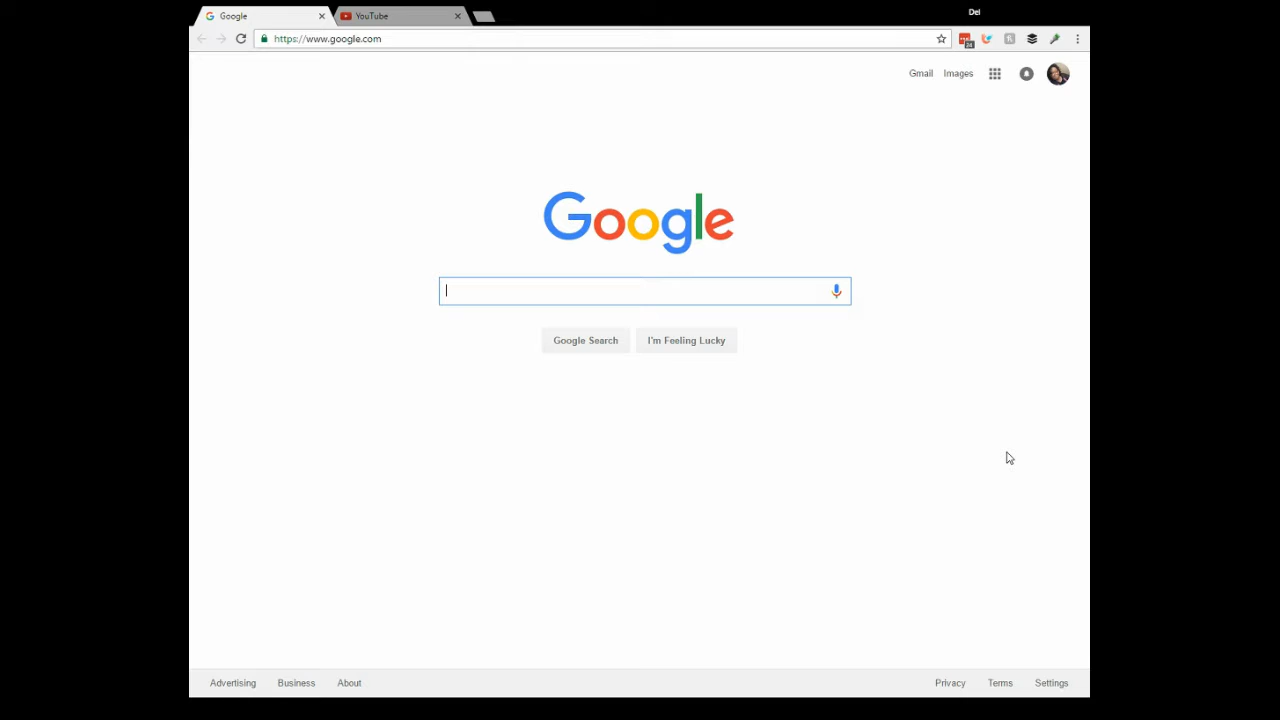 Google
YouTube
Del
https://www.google.com
24
Gmail
Images
Google
Google Search
I'm Feeling Lucky
Advertising
Business
About
Privacy
Terms
Settings